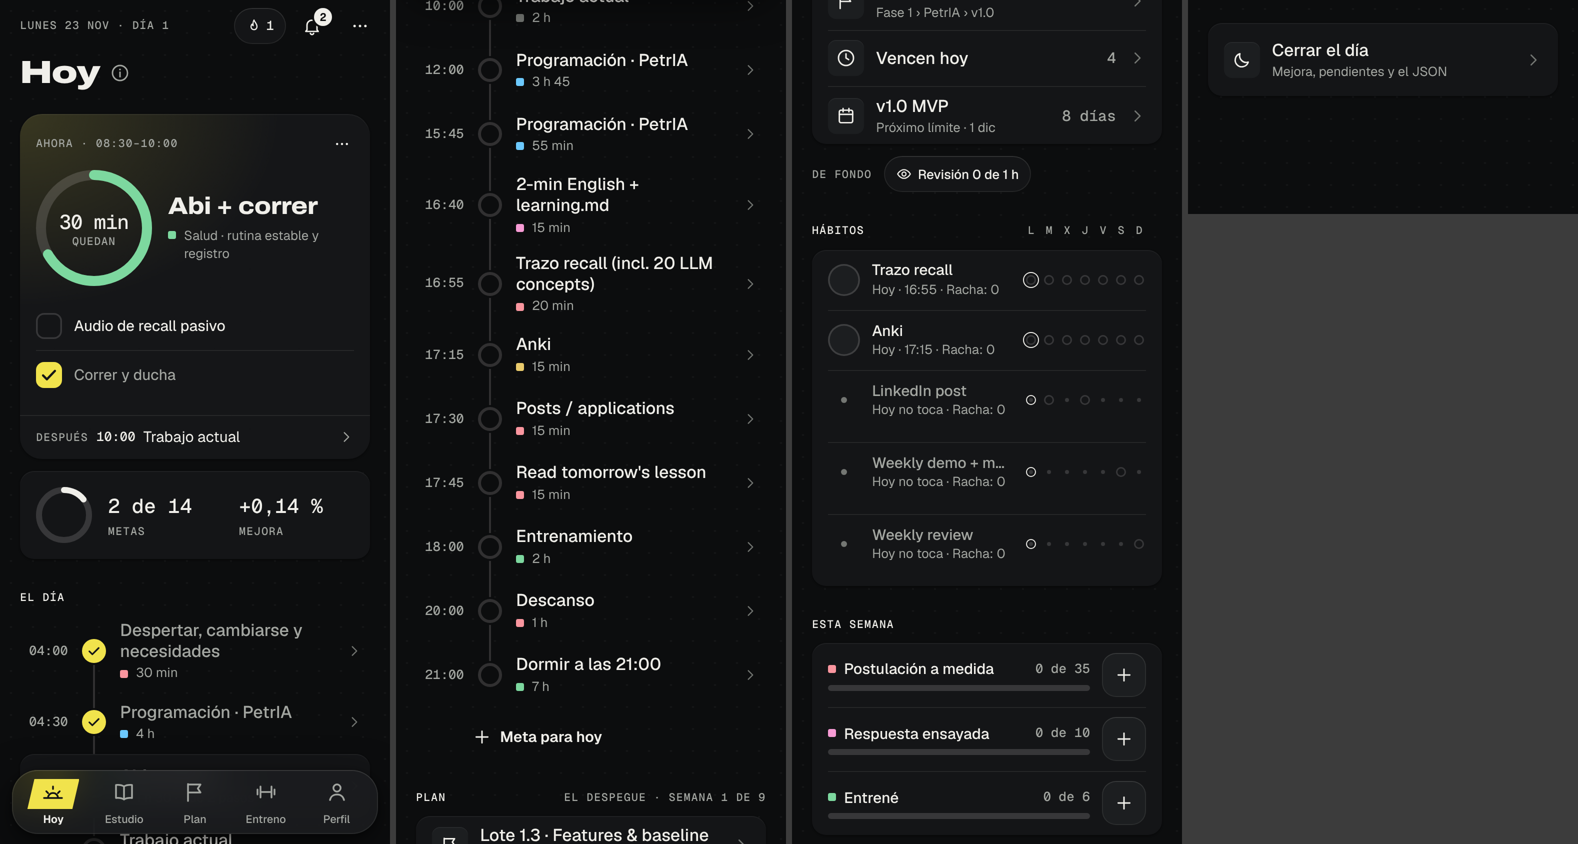 LUNES 23 NOV · DÍA 1
1
2
Hoy
AHORA · 08:30–10:00
30 min
QUEDAN
Abi + correr
Salud · rutina estable y
registro
Audio de recall pasivo
Correr y ducha
DESPUÉS 10:00 Trabajo actual
2 de 14
METAS
+0,14 %
MEJORA
EL DÍA
04:00
Despertar, cambiarse y
necesidades
30 min
04:30
Programación · PetrIA
4 h
Hoy
Estudio
Plan
Entreno
Perfil
Trabajo actual
10:00
Trabajo actual
2 h
12:00
Programación · PetrIA
3 h 45
15:45
Programación · PetrIA
55 min
16:40
2-min English +
learning.md
15 min
16:55
Trazo recall (incl. 20 LLM
concepts)
20 min
17:15
Anki
15 min
17:30
Posts / applications
15 min
17:45
Read tomorrow's lesson
15 min
18:00
Entrenamiento
2 h
20:00
Descanso
1 h
21:00
Dormir a las 21:00
7 h
+ Meta para hoy
PLAN
EL DESPEGUE · SEMANA 1 DE 9
Lote 1.3 · Features & baseline
Fase 1 › PetrIA › v1.0
Vencen hoy
4
v1.0 MVP
Próximo límite · 1 dic
8 días
DE FONDO
Revisión 0 de 1 h
HÁBITOS
L M X J V S D
Trazo recall
Hoy · 16:55 · Racha: 0
Anki
Hoy · 17:15 · Racha: 0
LinkedIn post
Hoy no toca · Racha: 0
Weekly demo + m…
Hoy no toca · Racha: 0
Weekly review
Hoy no toca · Racha: 0
ESTA SEMANA
Postulación a medida
0 de 35
Respuesta ensayada
0 de 10
Entrené
0 de 6
Cerrar el día
Mejora, pendientes y el JSON